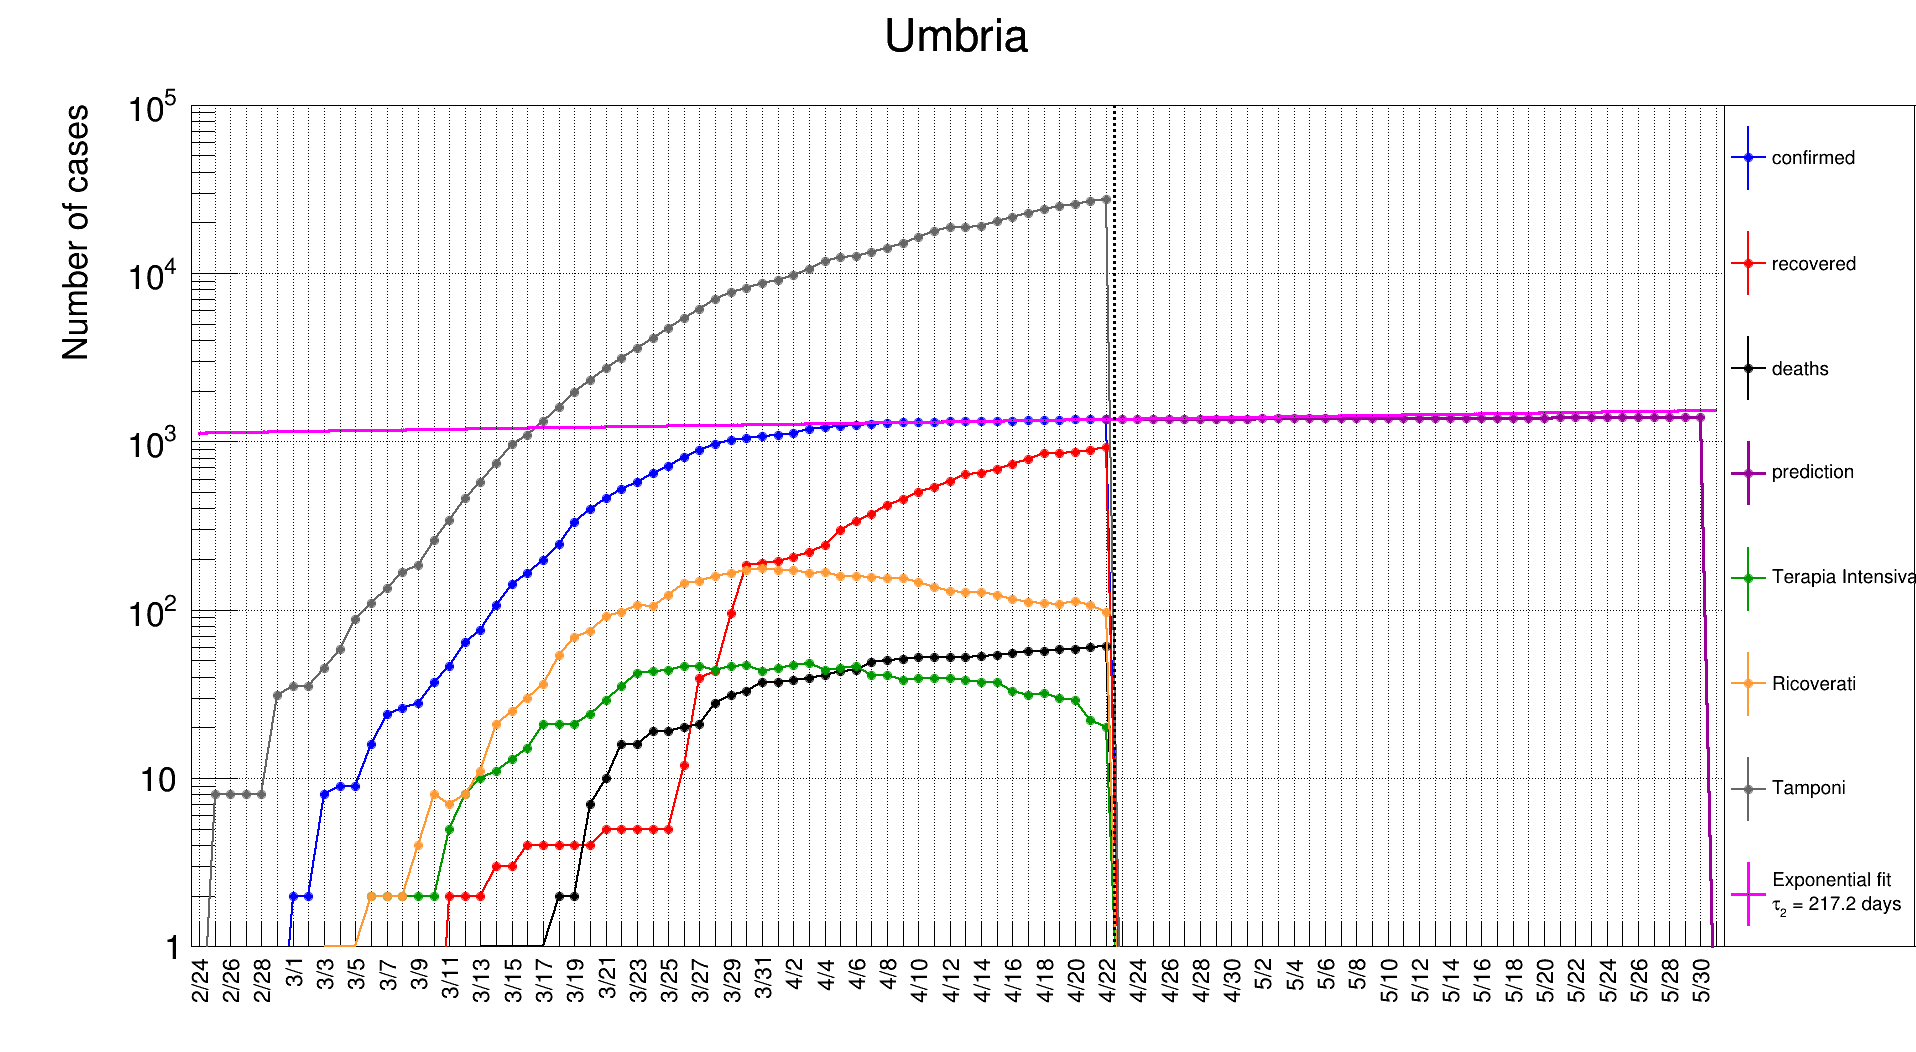 Umbria
Number of cases
10^5
10^4
10^3
10^2
10
1
2/24 2/26 2/28 3/1 3/3 3/5 3/7 3/9 3/11 3/13 3/15 3/17 3/19 3/21 3/23 3/25 3/27 3/29 3/31 4/2 4/4 4/6 4/8 4/10 4/12 4/14 4/16 4/18 4/20 4/22 4/24 4/26 4/28 4/30 5/2 5/4 5/6 5/8 5/10 5/12 5/14 5/16 5/18 5/20 5/22 5/24 5/26 5/28 5/30
confirmed
recovered
deaths
prediction
Terapia Intensiva
Ricoverati
Tamponi
Exponential fit
τ₂ = 217.2 days